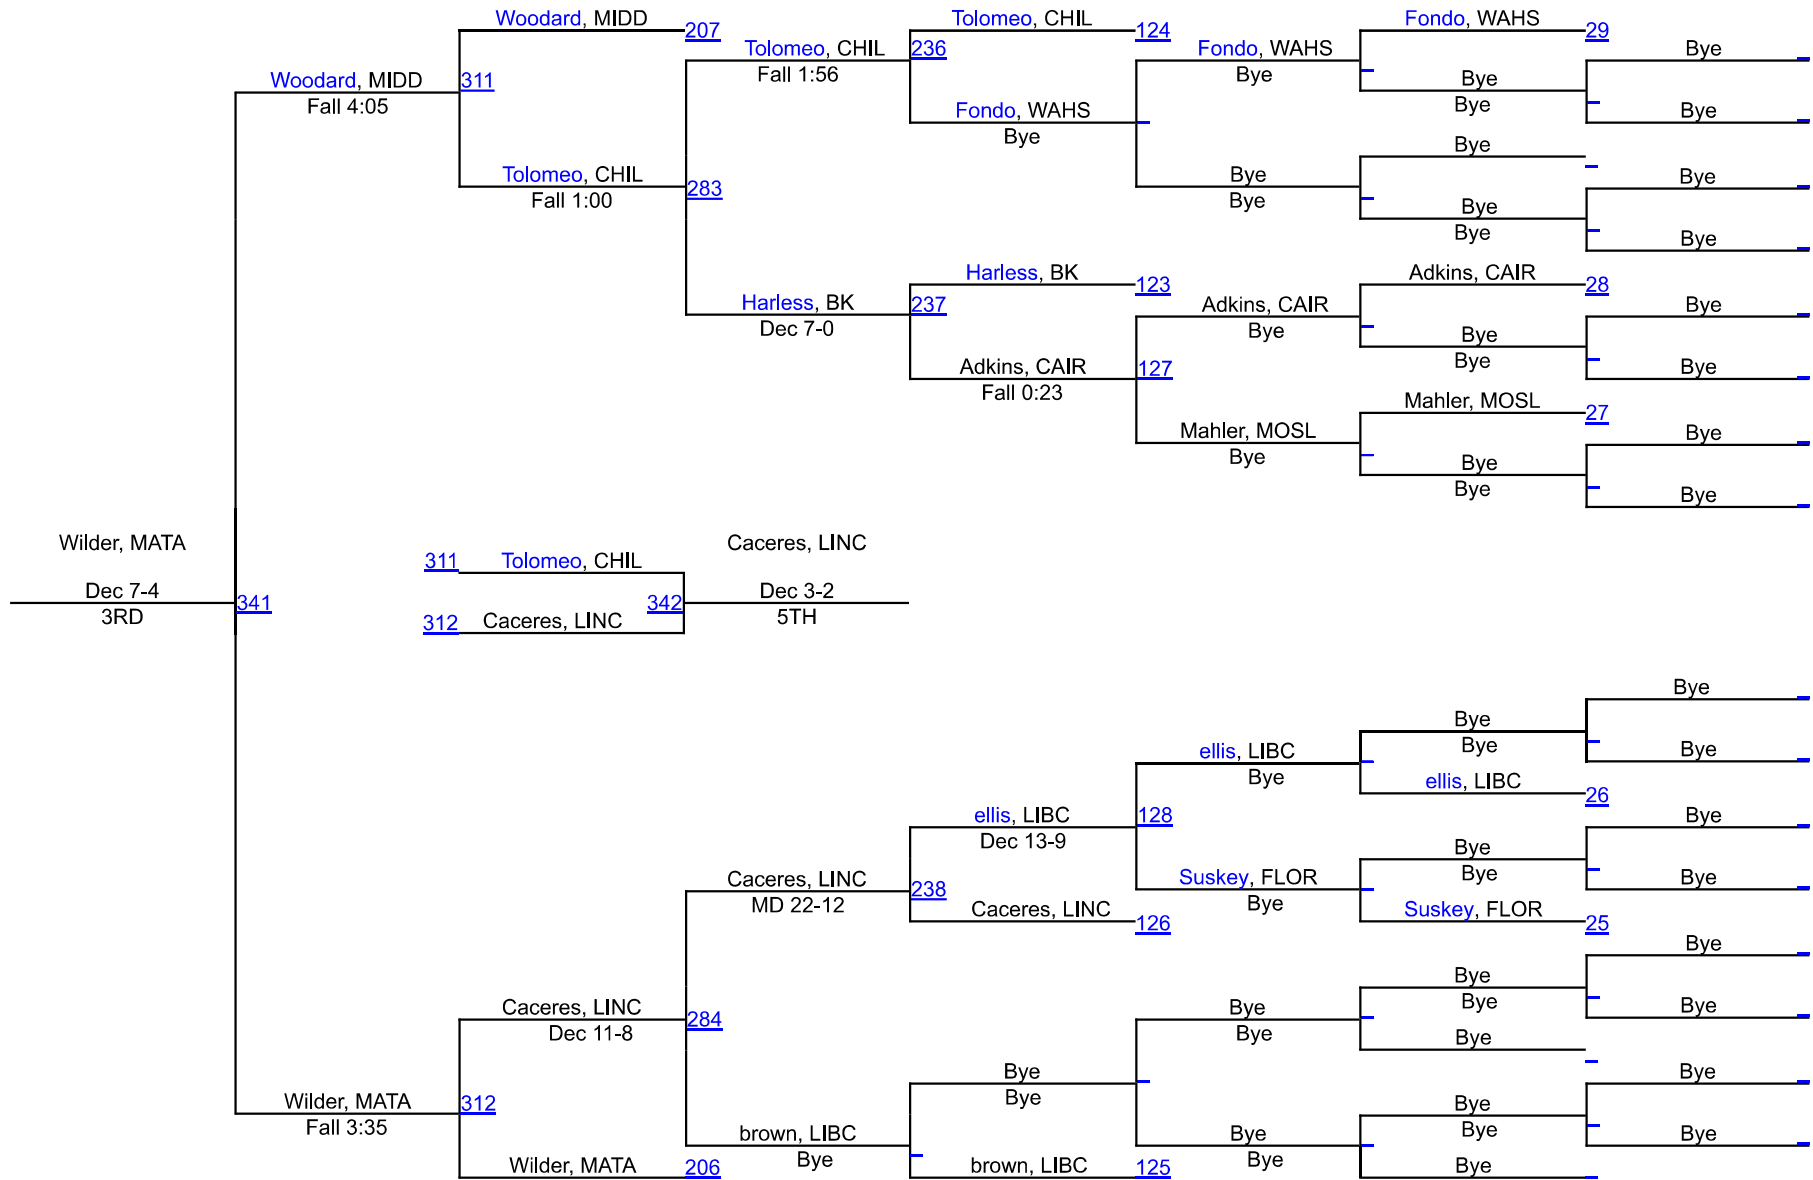 Woodard, MIDD
207
Tolomeo, CHIL
124
Fondo, WAHS
29
Woodard, MIDD
Fall 4:05
311
Tolomeo, CHIL
Fall 1:56
236
Fondo, WAHS
Bye
Bye
Bye
Bye
Bye
Fondo, WAHS
Bye
Bye
Tolomeo, CHIL
Fall 1:00
283
Bye
Bye
Bye
Bye
Bye
Bye
Harless, BK
Dec 7-0
237
Harless, BK
123
Adkins, CAIR
Bye
Adkins, CAIR
28
Bye
Bye
Bye
Bye
Adkins, CAIR
Fall 0:23
127
Mahler, MOSL
Bye
Mahler, MOSL
27
Bye
Bye
Bye
Bye
Wilder, MATA
Dec 7-4
3RD
341
311
Tolomeo, CHIL
312
Caceres, LINC
342
Caceres, LINC
Dec 3-2
5TH
Bye
Bye
Bye
Bye
ellis, LIBC
Bye
ellis, LIBC
26
ellis, LIBC
Dec 13-9
128
Bye
Bye
Bye
Bye
Caceres, LINC
MD 22-12
238
Suskey, FLOR
Bye
Suskey, FLOR
25
Caceres, LINC
126
Bye
Bye
Bye
Bye
Bye
Bye
Bye
Caceres, LINC
Dec 11-8
284
Bye
Bye
Bye
Bye
Bye
Bye
Wilder, MATA
Fall 3:35
312
brown, LIBC
Bye
Bye
Bye
Bye
Wilder, MATA
206
brown, LIBC
125